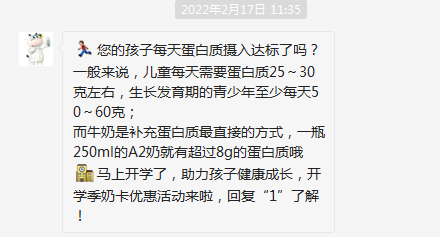 2022年2月17日 11:35
您的孩子每天蛋白质摄入达标了吗？
一般来说，儿童每天需要蛋白质25～30
克左右，生长发育期的青少年至少每天5
0～60克；
而牛奶是补充蛋白质最直接的方式，一瓶
250ml的A2奶就有超过8g的蛋白质哦
马上开学了，助力孩子健康成长，开
学季奶卡优惠活动来啦，回复“1”了解
！